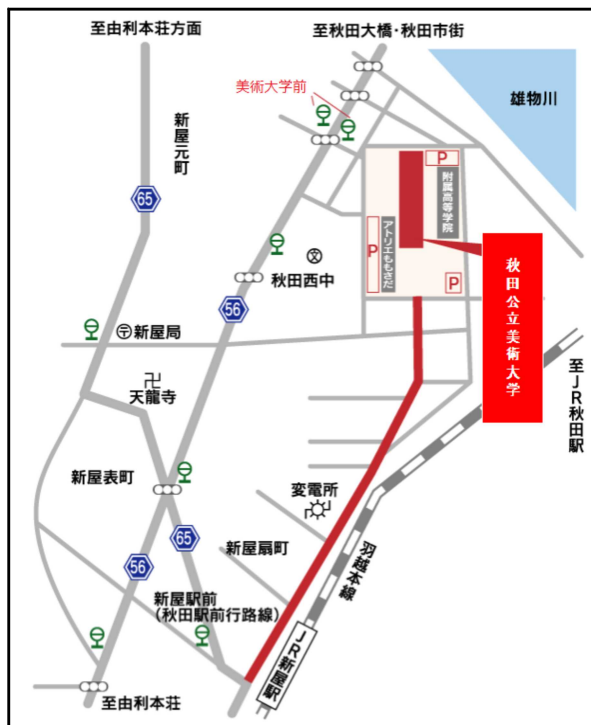 至由利本荘方面
至秋田大橋・秋田市街
美術大学前
雄物川
新屋元町
65
P
附属高等学院
P
アトリエももさだ
P
秋田公立美術大学
文
秋田西中
56
〒新屋局
至JR秋田駅
卍
天龍寺
新屋表町
変電所
65
新屋扇町
56
羽越本線
新屋駅前
(秋田駅前行路線)
JR新屋駅
至由利本荘